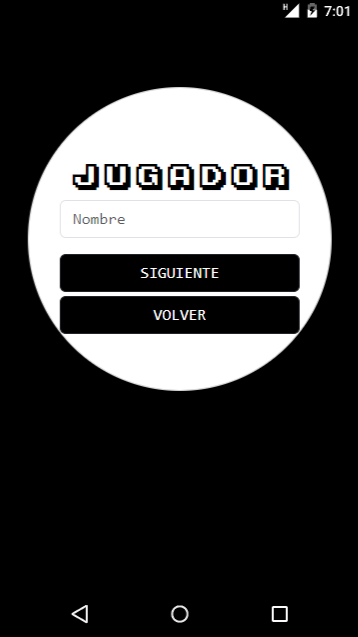 H 7:01
JUGADOR
Nombre
SIGUIENTE
VOLVER